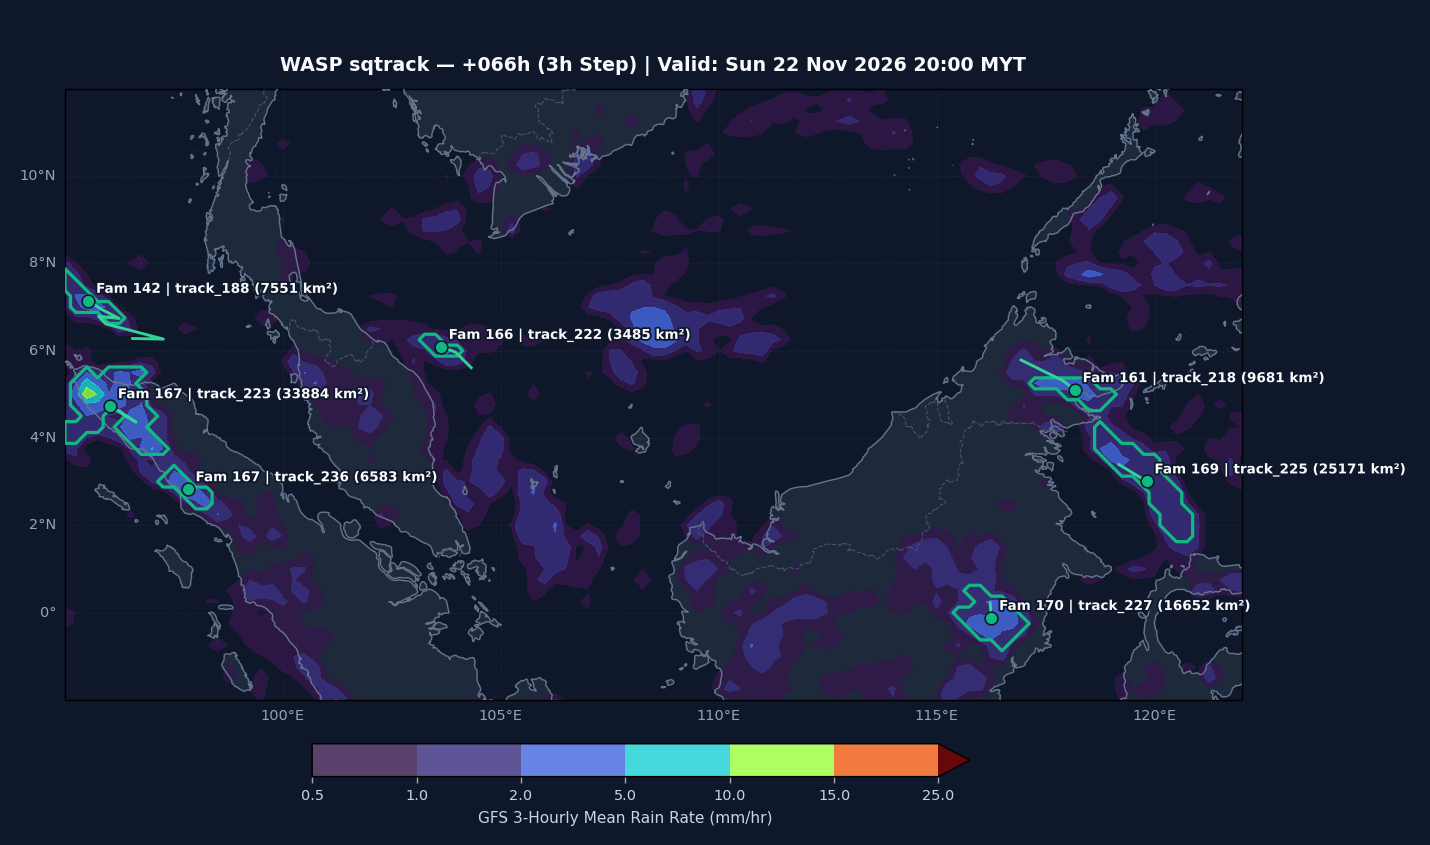 WASP sqtrack — +066h (3h Step) | Valid: Sun 22 Nov 2026 20:00 MYT
10°N
8°N
6°N
4°N
2°N
0°
Fam 142 | track_188 (7551 km²)
Fam 166 | track_222 (3485 km²)
Fam 161 | track_218 (9681 km²)
Fam 167 | track_223 (33884 km²)
Fam 169 | track_225 (25171 km²)
Fam 167 | track_236 (6583 km²)
Fam 170 | track_227 (16652 km²)
100°E 105°E 110°E 115°E 120°E
0.5 1.0 2.0 5.0 10.0 15.0 25.0
GFS 3-Hourly Mean Rain Rate (mm/hr)